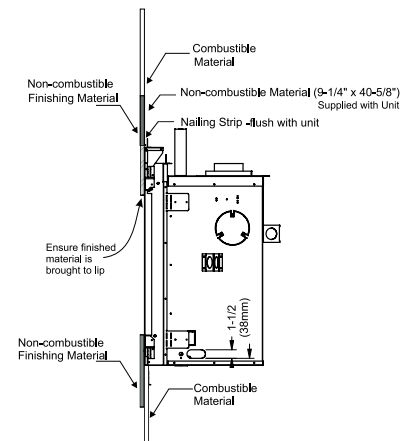 Combustible
Material
Non-combustible
Finishing Material
Non-combustible Material (9-1/4" x 40-5/8")
Supplied with Unit
Nailing Strip -flush with unit
Ensure finished
material is
brought to lip
1-1/2
(38mm)
Non-combustible
Finishing Material
Combustible
Material